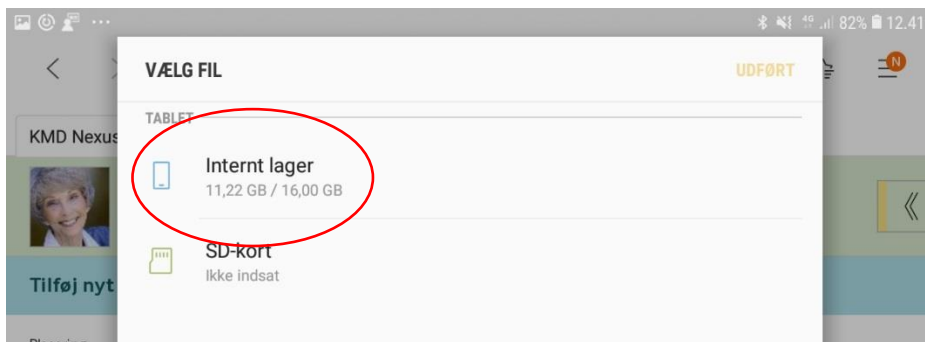 82% 12.41
VÆLG FIL UDFØRT
N
TABLET
KMD Nexus
Internt lager
11,22 GB / 16,00 GB
SD-kort
Ikke indsat
Tilføj nyt